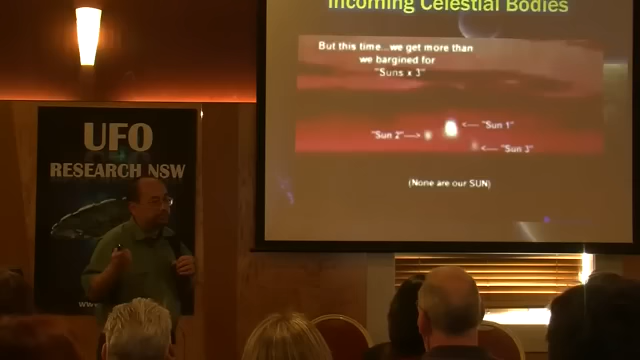 Incoming Celestial Bodies
But this time...we get more than
we bargined for
"Suns x 3"
<--- "Sun 1"
"Sun 2"--->
<--- "Sun 3"
(None are our SUN)
UFO
RESEARCH NSW